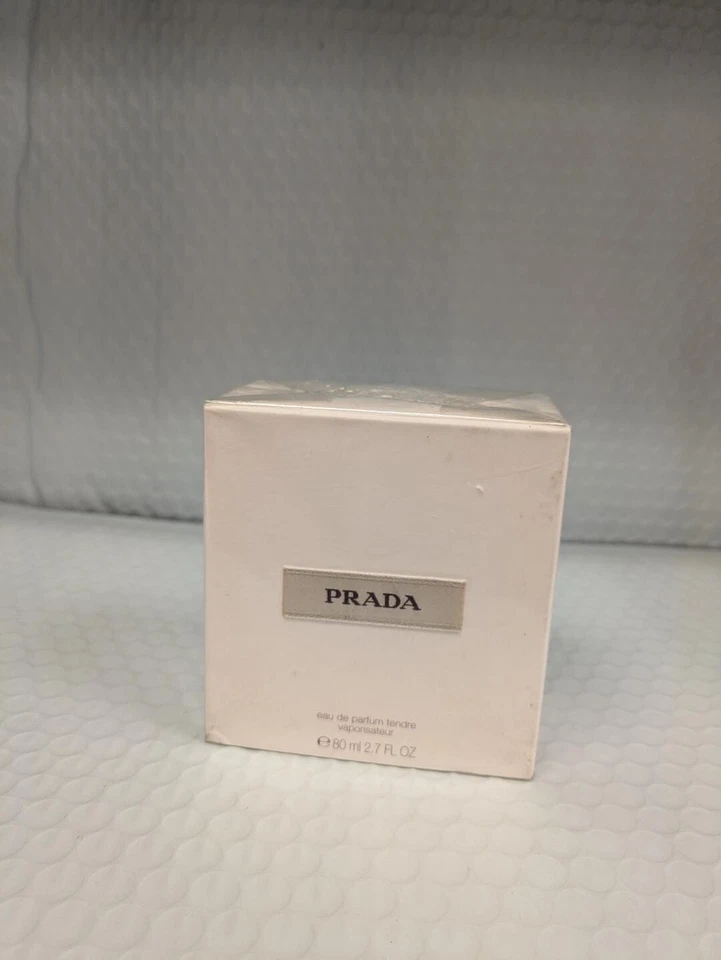 PRADA
eau de parfum tendre
vaporisateur
℮ 80 ml 2.7 FL OZ